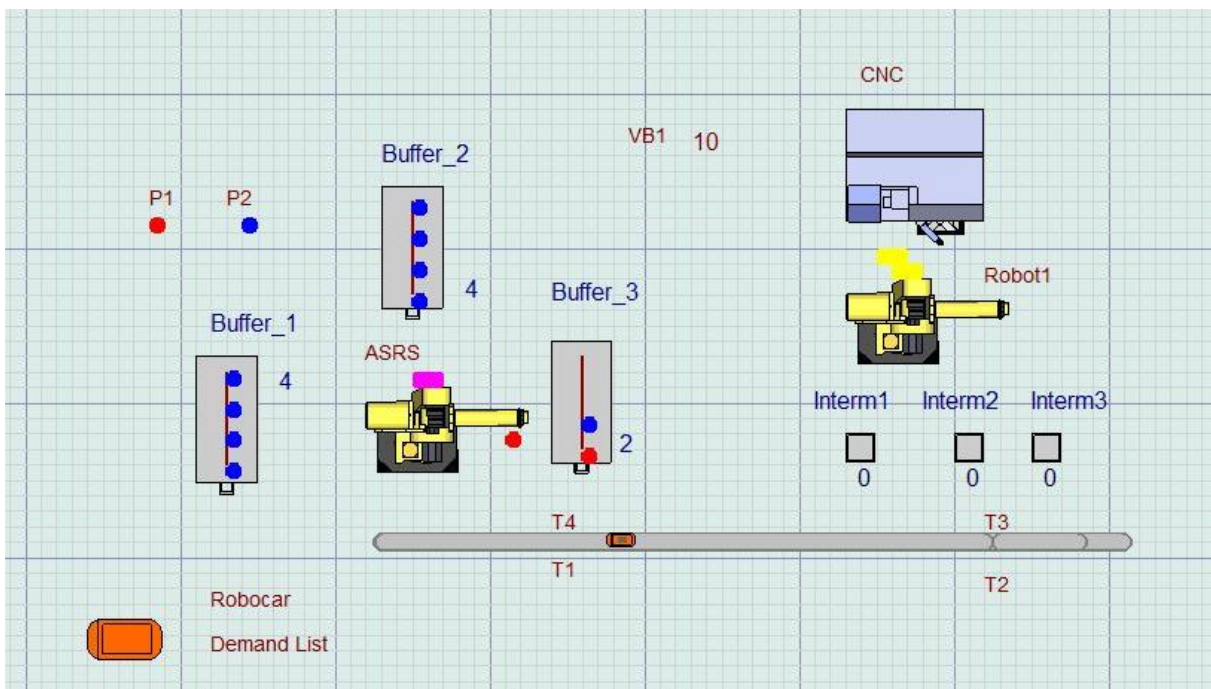 CNC
VB1 10
Buffer_2
P1 P2
4
Buffer_3
Robot1
Buffer_1
4
ASRS
Interm1 Interm2 Interm3
2
0 0 0
T4 T3
T1
T2
Robocar
Demand List